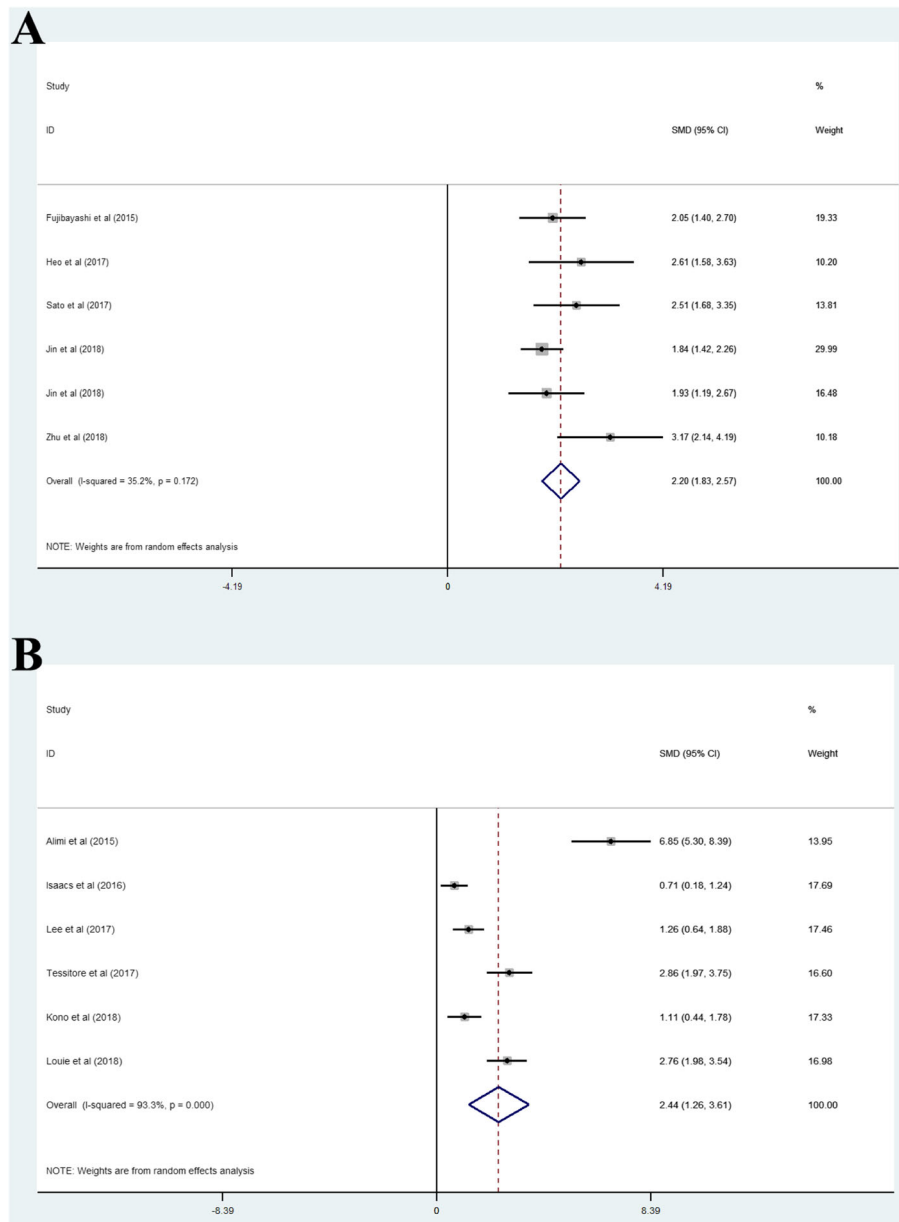 A
Study %
ID SMD (95% CI) Weight
Fujibayashi et al (2015) 2.05 (1.40, 2.70) 19.33
Heo et al (2017) 2.61 (1.58, 3.63) 10.20
Sato et al (2017) 2.51 (1.68, 3.35) 13.81
Jin et al (2018) 1.84 (1.42, 2.26) 29.99
Jin et al (2018) 1.93 (1.19, 2.67) 16.48
Zhu et al (2018) 3.17 (2.14, 4.19) 10.18
Overall (I-squared = 35.2%, p = 0.172) 2.20 (1.83, 2.57) 100.00
NOTE: Weights are from random effects analysis
-4.19 0 4.19
B
Study %
ID SMD (95% CI) Weight
Alimi et al (2015) 6.85 (5.30, 8.39) 13.95
Isaacs et al (2016) 0.71 (0.18, 1.24) 17.69
Lee et al (2017) 1.26 (0.64, 1.88) 17.46
Tessitore et al (2017) 2.86 (1.97, 3.75) 16.60
Kono et al (2018) 1.11 (0.44, 1.78) 17.33
Louie et al (2018) 2.76 (1.98, 3.54) 16.98
Overall (I-squared = 93.3%, p = 0.000) 2.44 (1.26, 3.61) 100.00
NOTE: Weights are from random effects analysis
-8.39 0 8.39